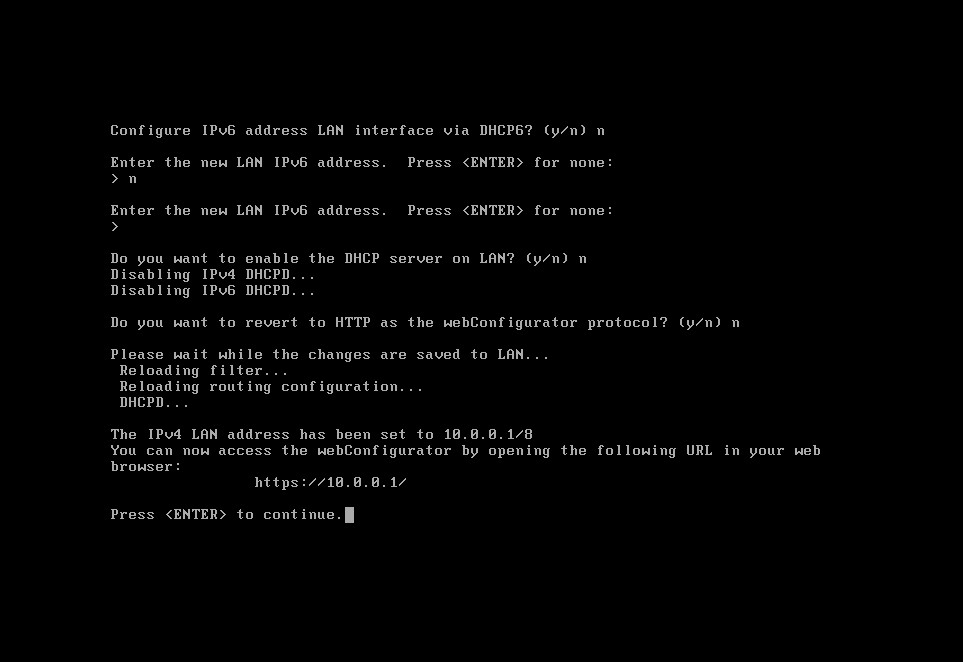 Configure IPv6 address LAN interface via DHCP6? (y/n) n
Enter the new LAN IPv6 address.  Press <ENTER> for none:
> n
Enter the new LAN IPv6 address.  Press <ENTER> for none:
>
Do you want to enable the DHCP server on LAN? (y/n) n
Disabling IPv4 DHCPD...
Disabling IPv6 DHCPD...
Do you want to revert to HTTP as the webConfigurator protocol? (y/n) n
Please wait while the changes are saved to LAN...
 Reloading filter...
 Reloading routing configuration...
 DHCPD...
The IPv4 LAN address has been set to 10.0.0.1/8
You can now access the webConfigurator by opening the following URL in your web
browser:
                https://10.0.0.1/
Press <ENTER> to continue.